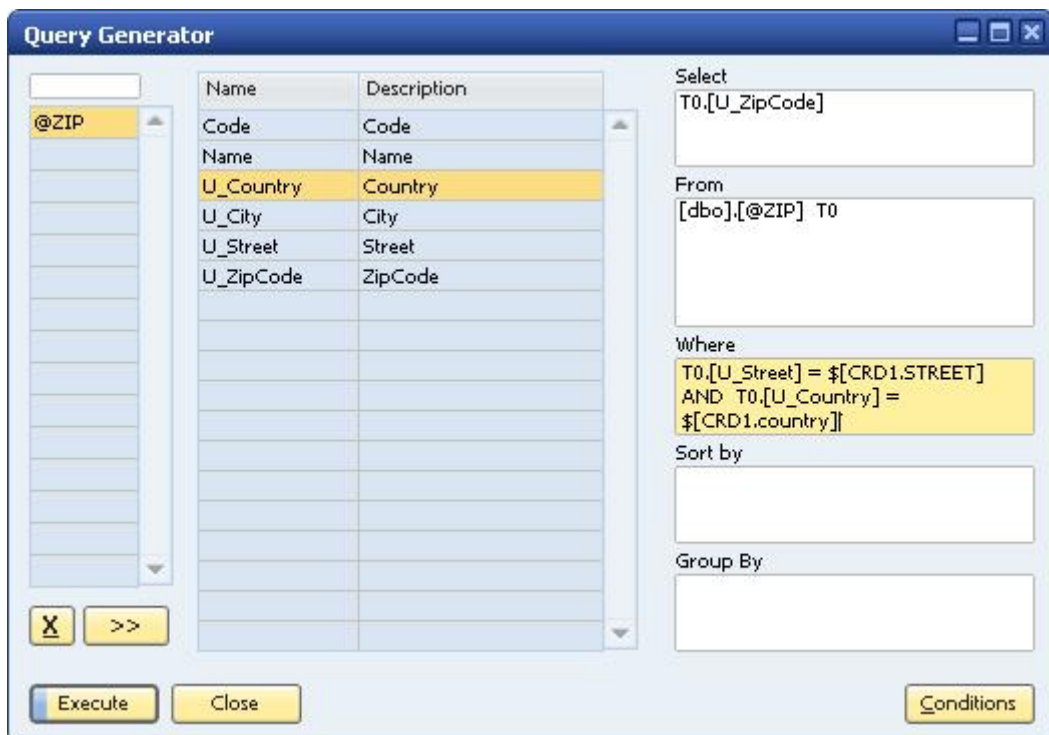 Query Generator
@ZIP
Name Description
Code Code
Name Name
U_Country Country
U_City City
U_Street Street
U_ZipCode ZipCode
Select
T0.[U_ZipCode]
From
[dbo].[@ZIP] T0
Where
T0.[U_Street] = $[CRD1.STREET]
AND T0.[U_Country] =
$[CRD1.country]
Sort by
Group By
X >>
Execute Close Conditions